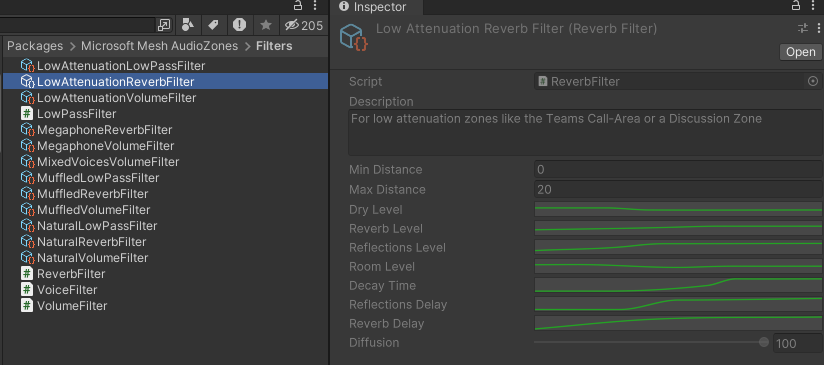 205
Packages > Microsoft Mesh AudioZones > Filters
LowAttenuationLowPassFilter
LowAttenuationReverbFilter
LowAttenuationVolumeFilter
LowPassFilter
MegaphoneReverbFilter
MegaphoneVolumeFilter
MixedVoicesVolumeFilter
MuffledLowPassFilter
MuffledReverbFilter
MuffledVolumeFilter
NaturalLowPassFilter
NaturalReverbFilter
NaturalVolumeFilter
ReverbFilter
VoiceFilter
VolumeFilter
Inspector
Low Attenuation Reverb Filter (Reverb Filter)
Open
Script ReverbFilter
Description
For low attenuation zones like the Teams Call-Area or a Discussion Zone
Min Distance 0
Max Distance 20
Dry Level
Reverb Level
Reflections Level
Room Level
Decay Time
Reflections Delay
Reverb Delay
Diffusion 100